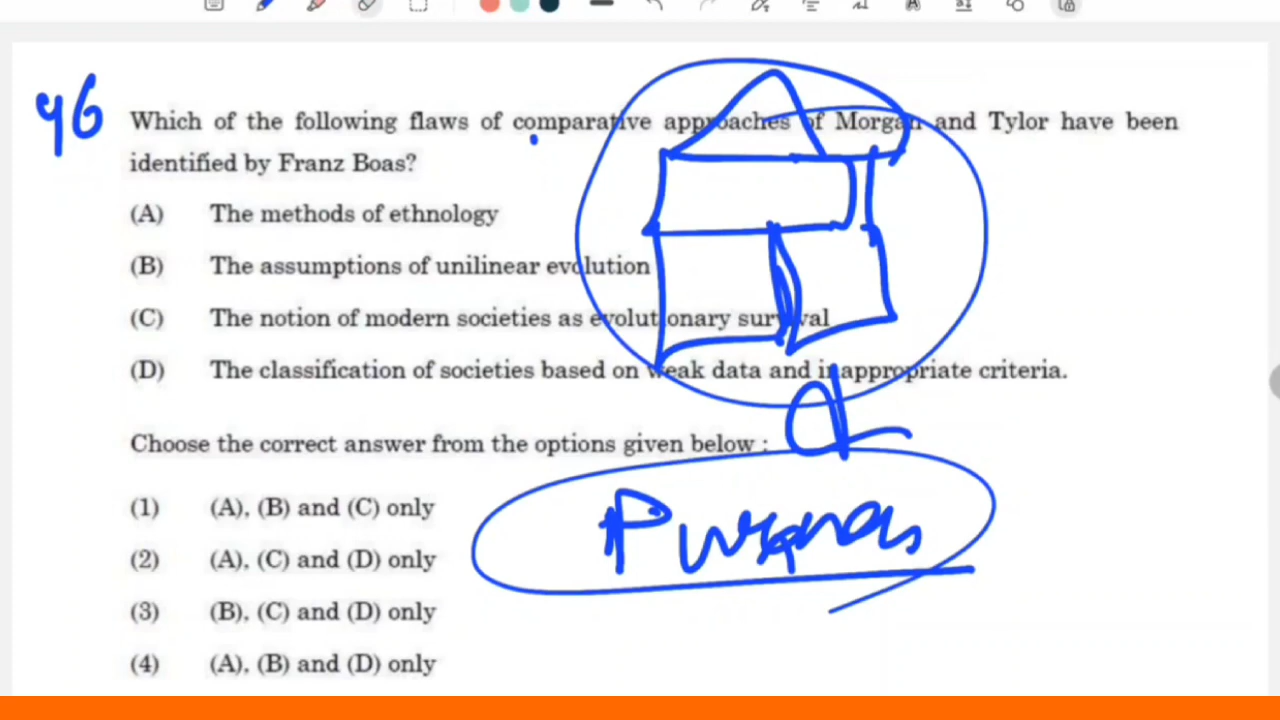 46
Which of the following flaws of comparative approaches of Morgan and Tylor have been
identified by Franz Boas?
(A) The methods of ethnology
(B) The assumptions of unilinear evolution
(C) The notion of modern societies as evolutionary survival
(D) The classification of societies based on weak data and inappropriate criteria.
Choose the correct answer from the options given below :
(1) (A), (B) and (C) only
(2) (A), (C) and (D) only
(3) (B), (C) and (D) only
(4) (A), (B) and (D) only